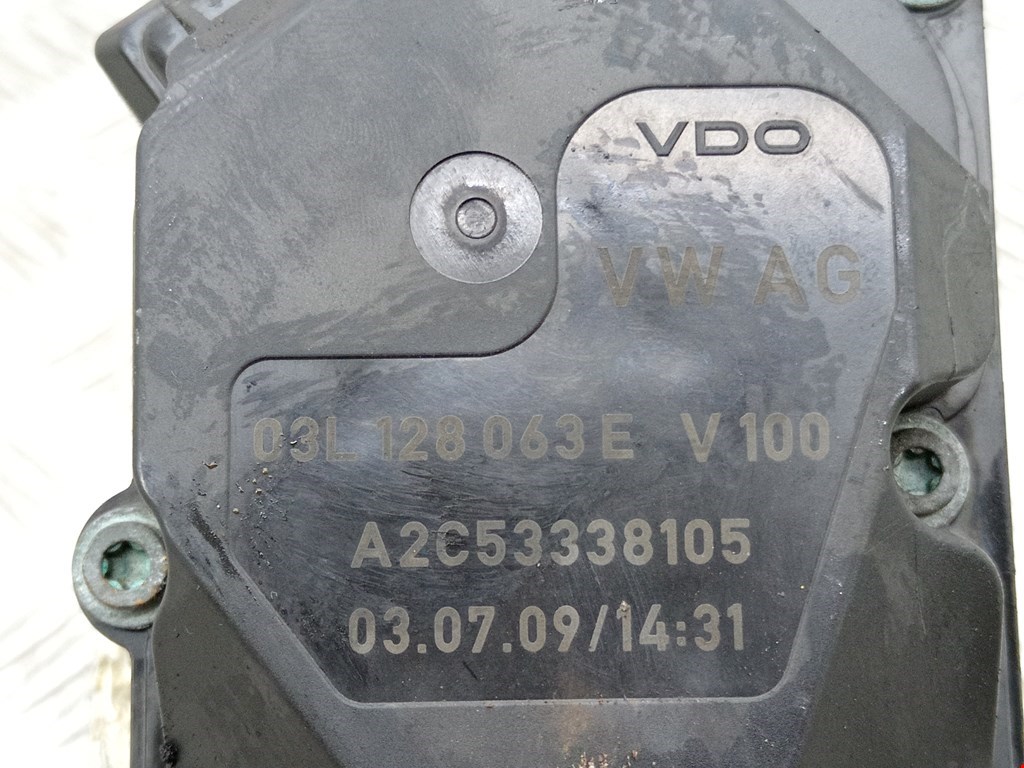 VDO
VW AG
03L 128 063 E V 100
A2C53338105
03.07.09/14:31